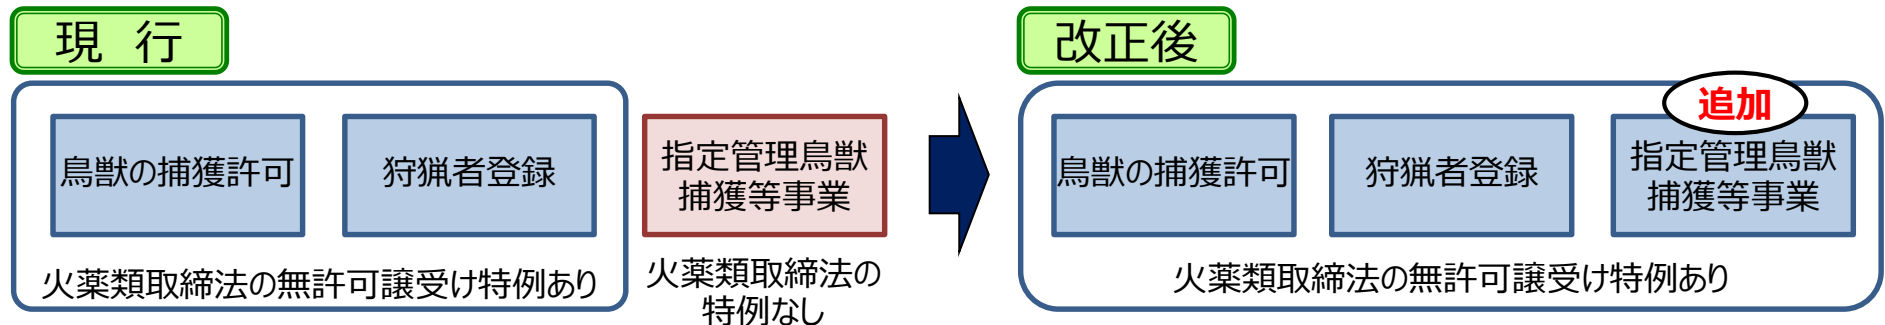 現 行
鳥獣の捕獲許可
狩猟者登録
火薬類取締法の無許可譲受け特例あり
指定管理鳥獣
捕獲等事業
火薬類取締法の
特例なし
改正後
鳥獣の捕獲許可
狩猟者登録
追加
指定管理鳥獣
捕獲等事業
火薬類取締法の無許可譲受け特例あり